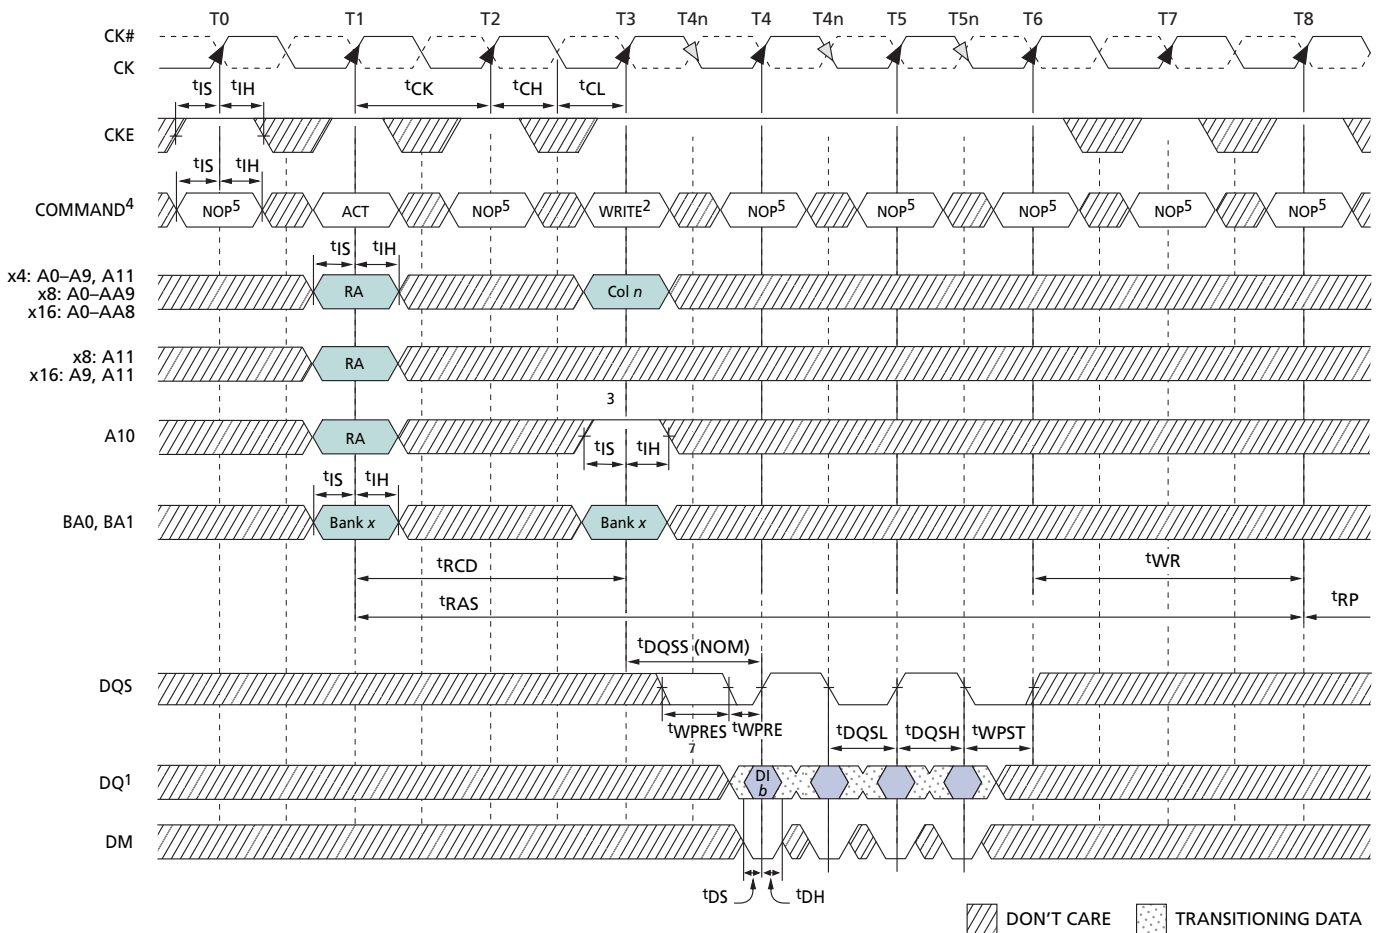 T0 T1 T2 T3 T4n T4 T4n T5 T5n T6 T7 T8
CK#
CK
tIS tIH tCK tCH tCL
CKE
tIS tIH
COMMAND4 NOP5 ACT NOP5 WRITE2 NOP5 NOP5 NOP5 NOP5 NOP5
tIS tIH
x4: A0–A9, A11
x8: A0–AA9
x16: A0–AA8
RA Col n
x8: A11
x16: A9, A11
RA
3
A10 RA
tIS tIH
tIS tIH
BA0, BA1 Bank x Bank x
tRCD tWR
tRAS tRP
tDQSS (NOM)
DQS
tWPRES tWPRE tDQSL tDQSH tWPST
7
DQ1 DI
b
DM
tDS tDH
DON'T CARE TRANSITIONING DATA